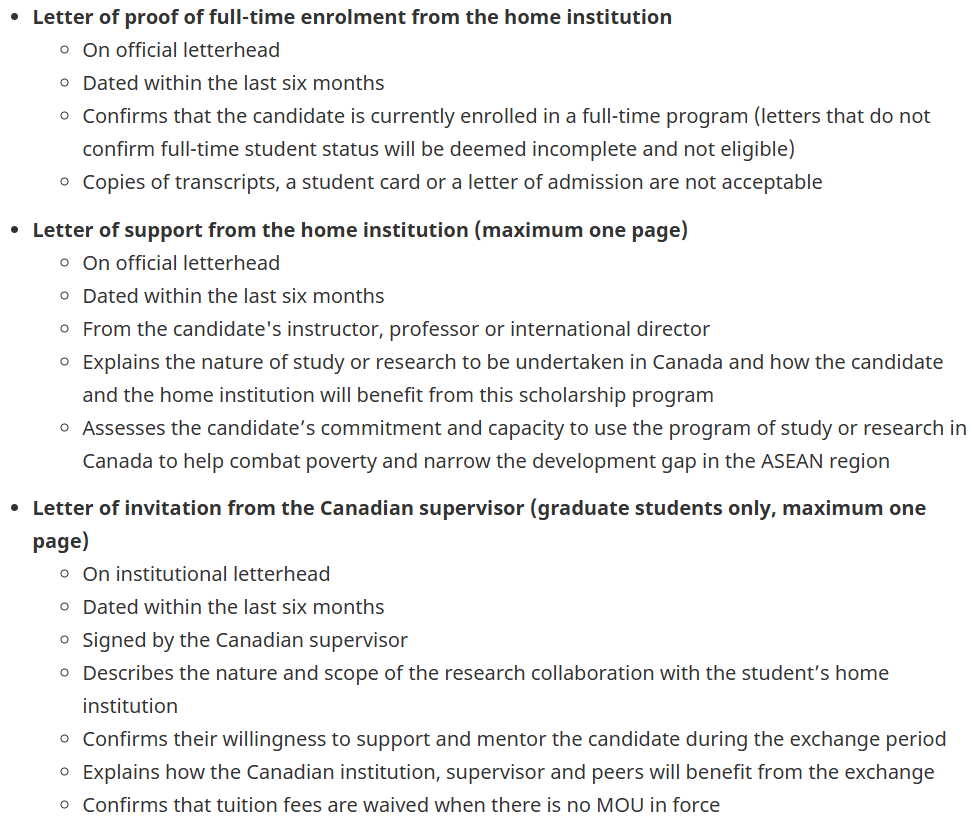 • Letter of proof of full-time enrolment from the home institution
◦ On official letterhead
◦ Dated within the last six months
◦ Confirms that the candidate is currently enrolled in a full-time program (letters that do not
confirm full-time student status will be deemed incomplete and not eligible)
◦ Copies of transcripts, a student card or a letter of admission are not acceptable
• Letter of support from the home institution (maximum one page)
◦ On official letterhead
◦ Dated within the last six months
◦ From the candidate's instructor, professor or international director
◦ Explains the nature of study or research to be undertaken in Canada and how the candidate
and the home institution will benefit from this scholarship program
◦ Assesses the candidate’s commitment and capacity to use the program of study or research in
Canada to help combat poverty and narrow the development gap in the ASEAN region
• Letter of invitation from the Canadian supervisor (graduate students only, maximum one
page)
◦ On institutional letterhead
◦ Dated within the last six months
◦ Signed by the Canadian supervisor
◦ Describes the nature and scope of the research collaboration with the student’s home
institution
◦ Confirms their willingness to support and mentor the candidate during the exchange period
◦ Explains how the Canadian institution, supervisor and peers will benefit from the exchange
◦ Confirms that tuition fees are waived when there is no MOU in force